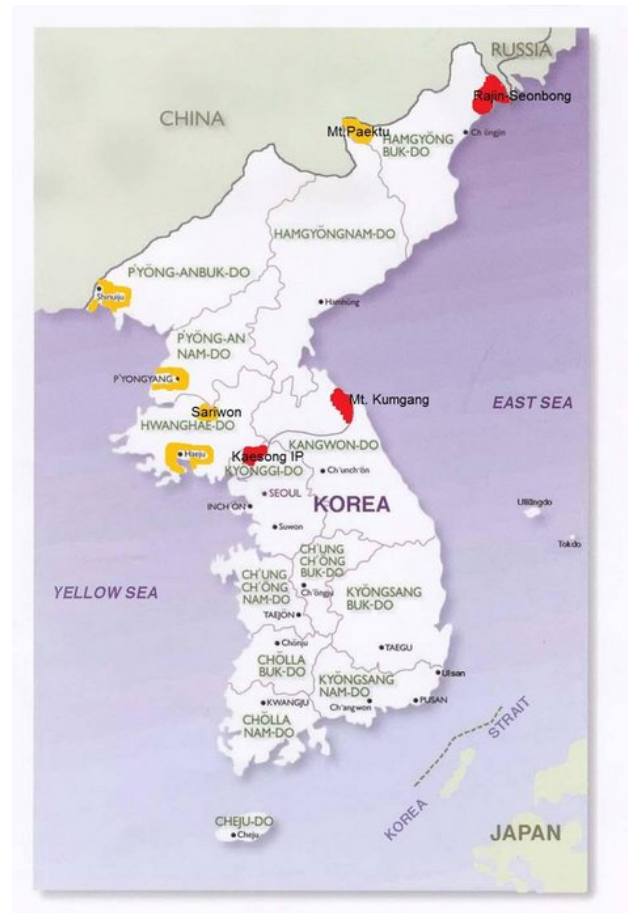 RUSSIA
Rajin-Seonbong
CHINA
Mt.Paektu
Ch'ŏngjin
HAMGYŎNG
BUK-DO
HAMGYŎNGNAM-DO
P'YŎNG-ANBUK-DO
Shinuiju
Hamhŭng
P'YŎNG-AN
NAM-DO
P'YONGYANG
Mt. Kumgang
EAST SEA
Sariwon
HWANGHAE-DO
KANGWON-DO
Haeju
Kaesong IP
KYONGGI-DO
Ch'unch'ŏn
SEOUL
KOREA
INCH'ŎN
Ullŭngdo
Suwon
Tokdo
CH'UNG
CH'ŎNG
BUK-DO
YELLOW SEA
CH'UNG
CH'ŎNG
NAM-DO
Ch'ŏngju
KYŎNGSANG
BUK-DO
TAEJŎN
Chŏnju
TAEGU
CHŎLLA
BUK-DO
Ulsan
KYŎNGSANG
NAM-DO
KWANGJU
Ch'angwon
PUSAN
CHŎLLA
NAM-DO
KOREA STRAIT
CHEJU-DO
Cheju
JAPAN